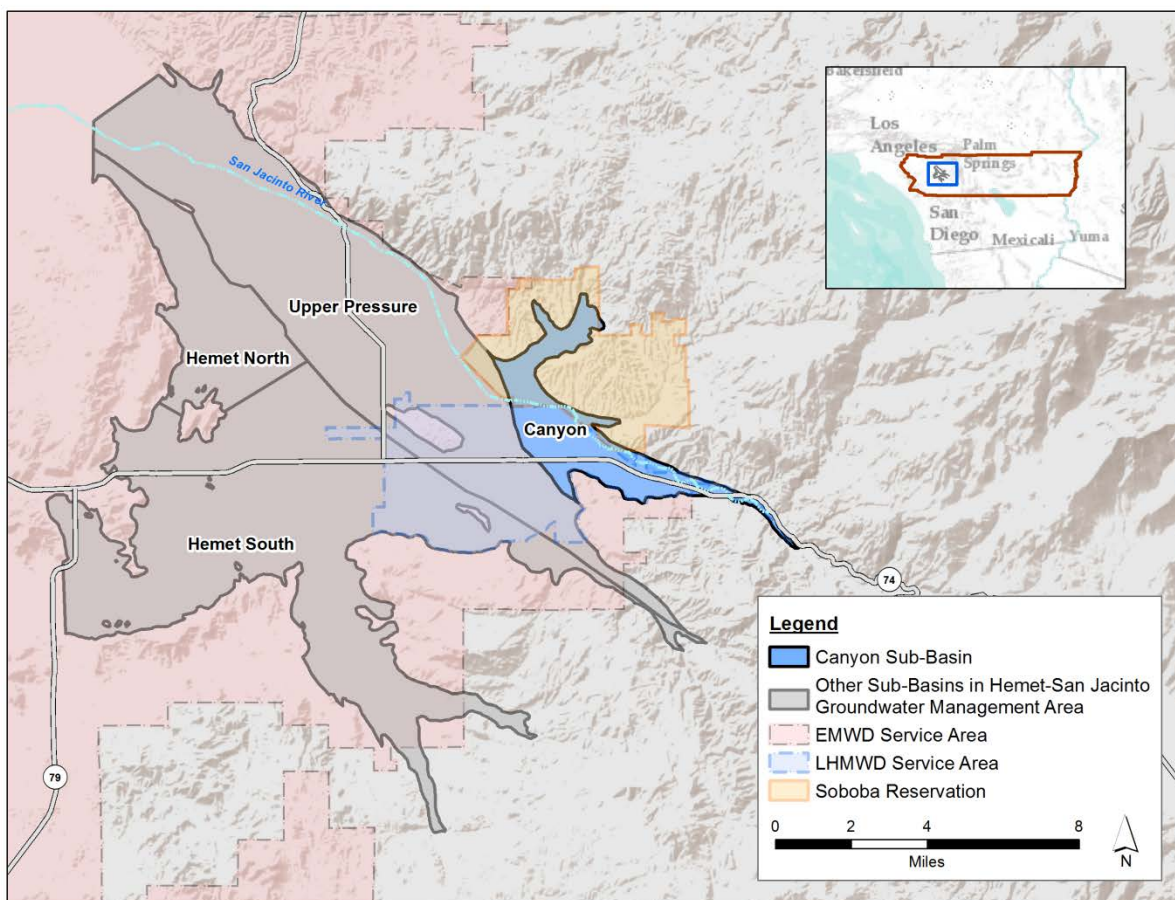 Bakersfield
Los
Angeles
Palm
Springs
San
Diego
Mexicali
Yuma
San Jacinto River
Upper Pressure
Hemet North
Canyon
Hemet South
74
79
Legend
Canyon Sub-Basin
Other Sub-Basins in Hemet-San Jacinto
Groundwater Management Area
EMWD Service Area
LHMWD Service Area
Soboba Reservation
0 2 4 8
Miles
N